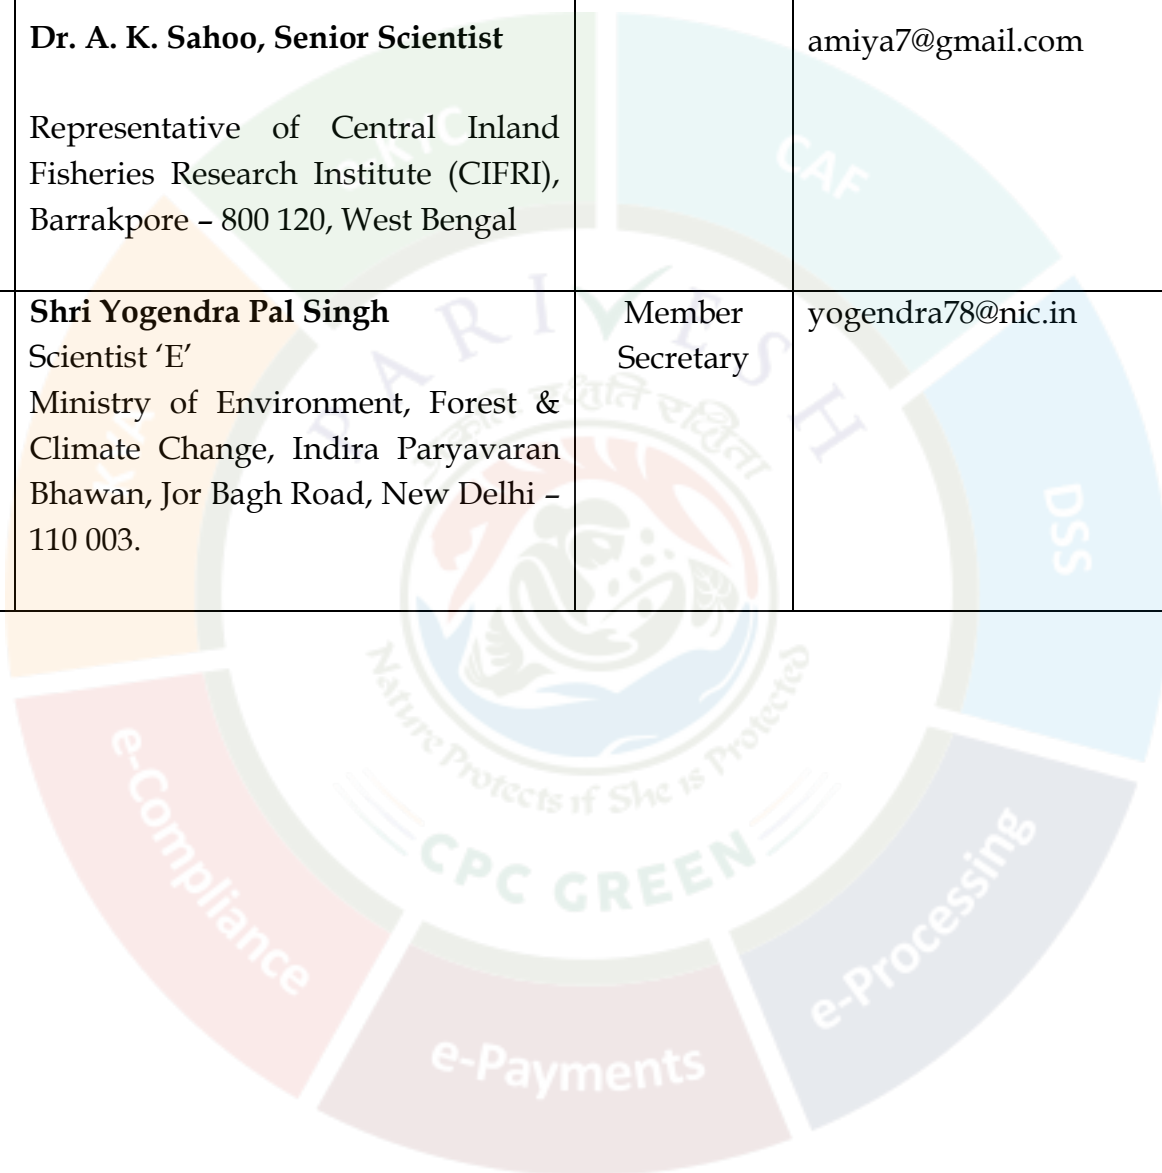 Dr. A. K. Sahoo, Senior Scientist
amiya7@gmail.com
Representative of Central Inland
Fisheries Research Institute (CIFRI),
Barrakpore – 800 120, West Bengal
Shri Yogendra Pal Singh
Scientist ‘E’
Ministry of Environment, Forest &
Climate Change, Indira Paryavaran
Bhawan, Jor Bagh Road, New Delhi –
110 003.
Member
Secretary
yogendra78@nic.in
CAF
DSS
PARIVESH
Nature Protects if She is Protected
CPC GREEN
e-Compliance
e-Payments
e-Processing